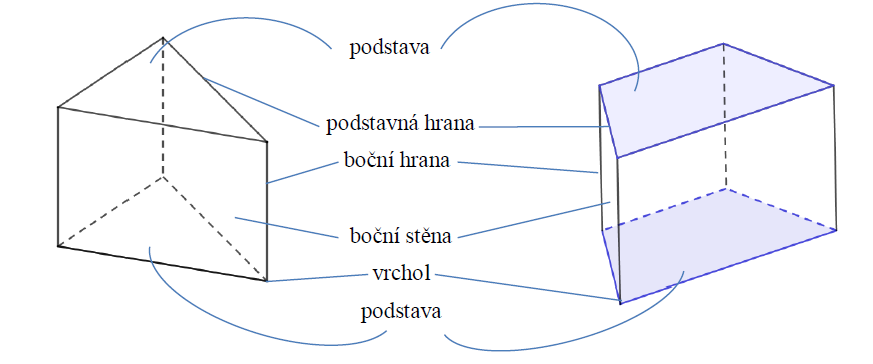 podstava
podstavná hrana
boční hrana
boční stěna
vrchol
podstava